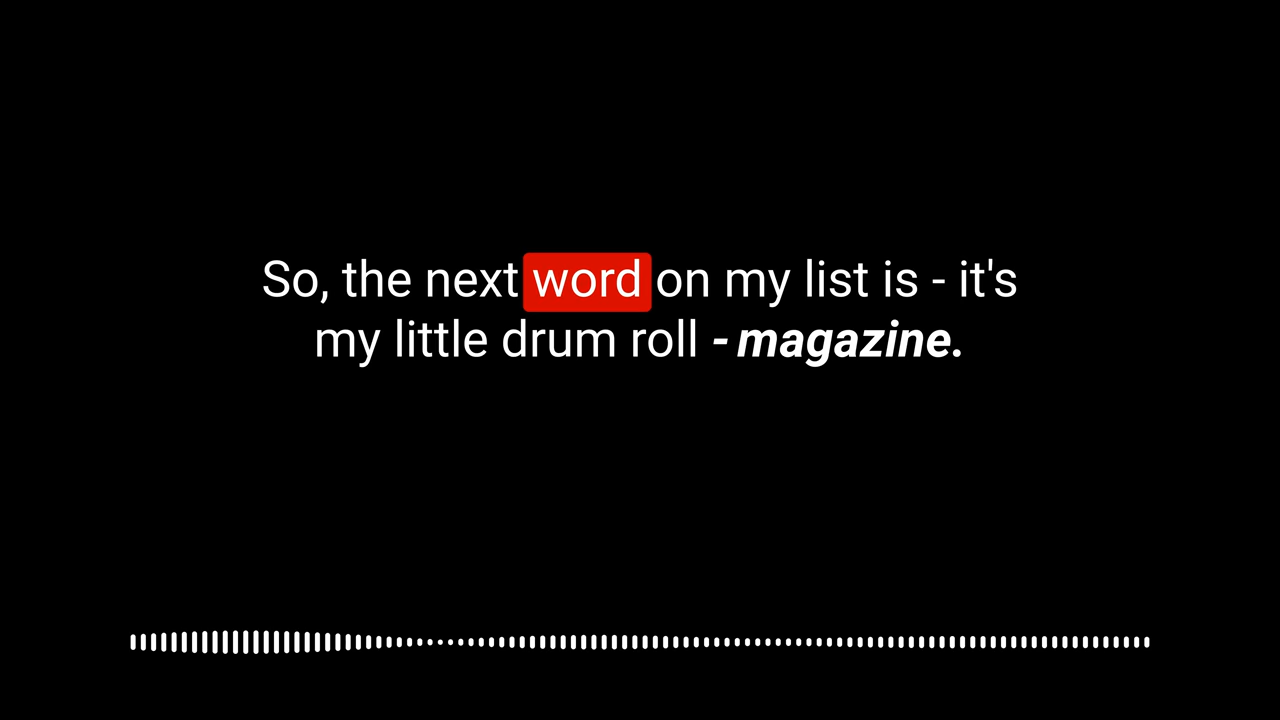 So, the next word on my list is - it's
my little drum roll - magazine.